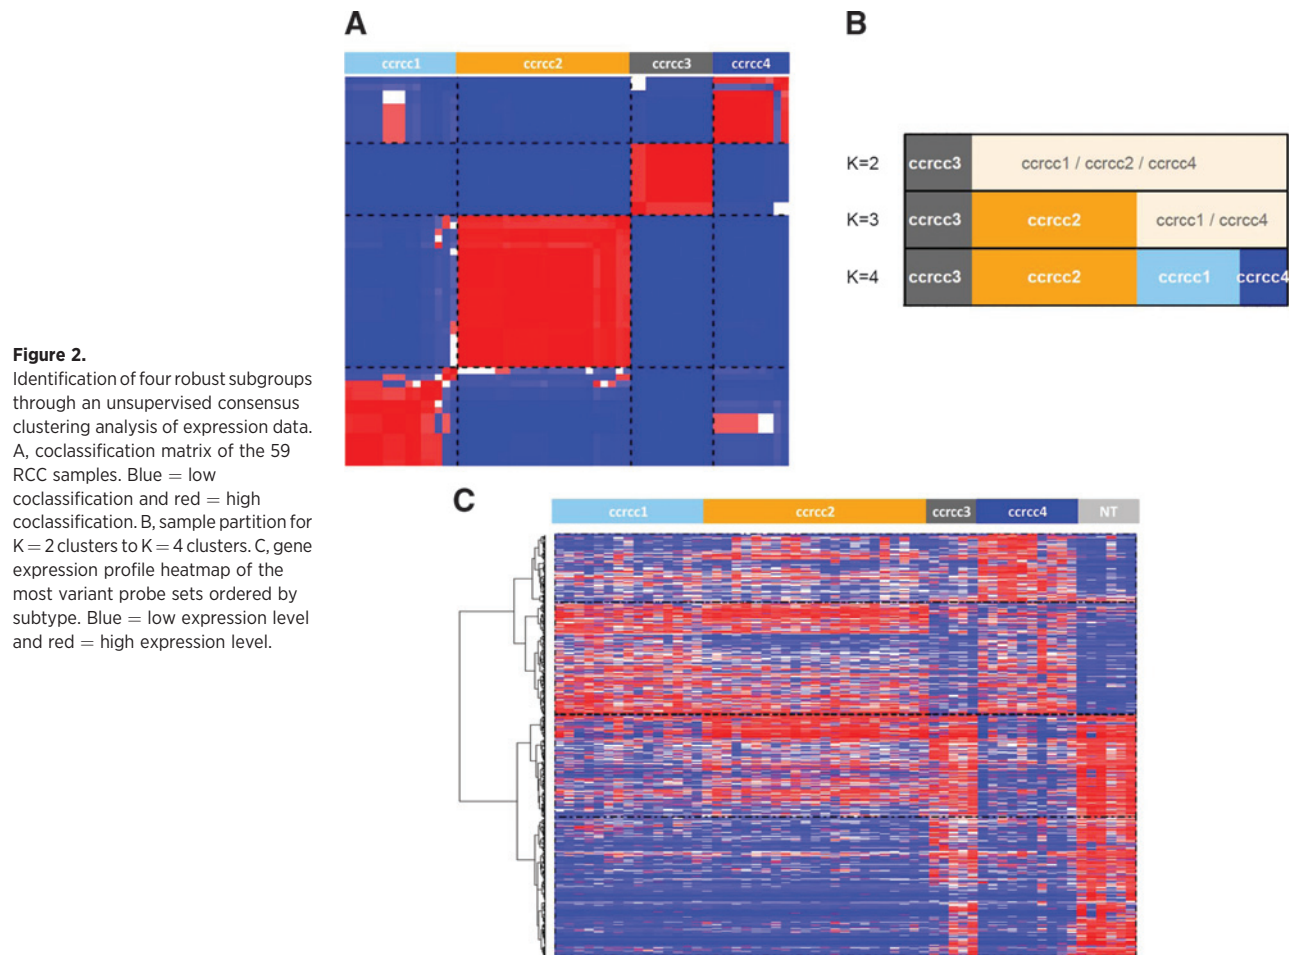 A
ccrcc1 ccrcc2 ccrcc3 ccrcc4
B
K=2 ccrcc3 ccrcc1 / ccrcc2 / ccrcc4
K=3 ccrcc3 ccrcc2 ccrcc1 / ccrcc4
K=4 ccrcc3 ccrcc2 ccrcc1 ccrcc4
Figure 2.
Identification of four robust subgroups
through an unsupervised consensus
clustering analysis of expression data.
A, coclassification matrix of the 59
RCC samples. Blue = low
coclassification and red = high
coclassification. B, sample partition for
K = 2 clusters to K = 4 clusters. C, gene
expression profile heatmap of the
most variant probe sets ordered by
subtype. Blue = low expression level
and red = high expression level.
C
ccrcc1 ccrcc2 ccrcc3 ccrcc4 NT